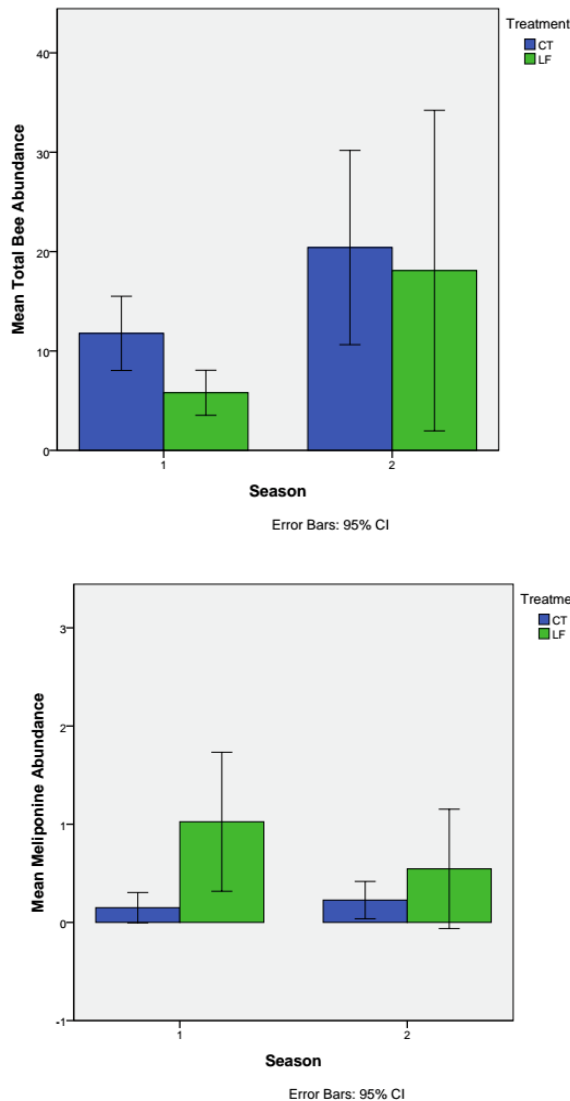 Treatment
CT
LF
40
30
20
10
0
Mean Total Bee Abundance
1 2
Season
Error Bars: 95% CI
Treatme
CT
LF
3
2
1
0
-1
Mean Meliponine Abundance
1 2
Season
Error Bars: 95% CI